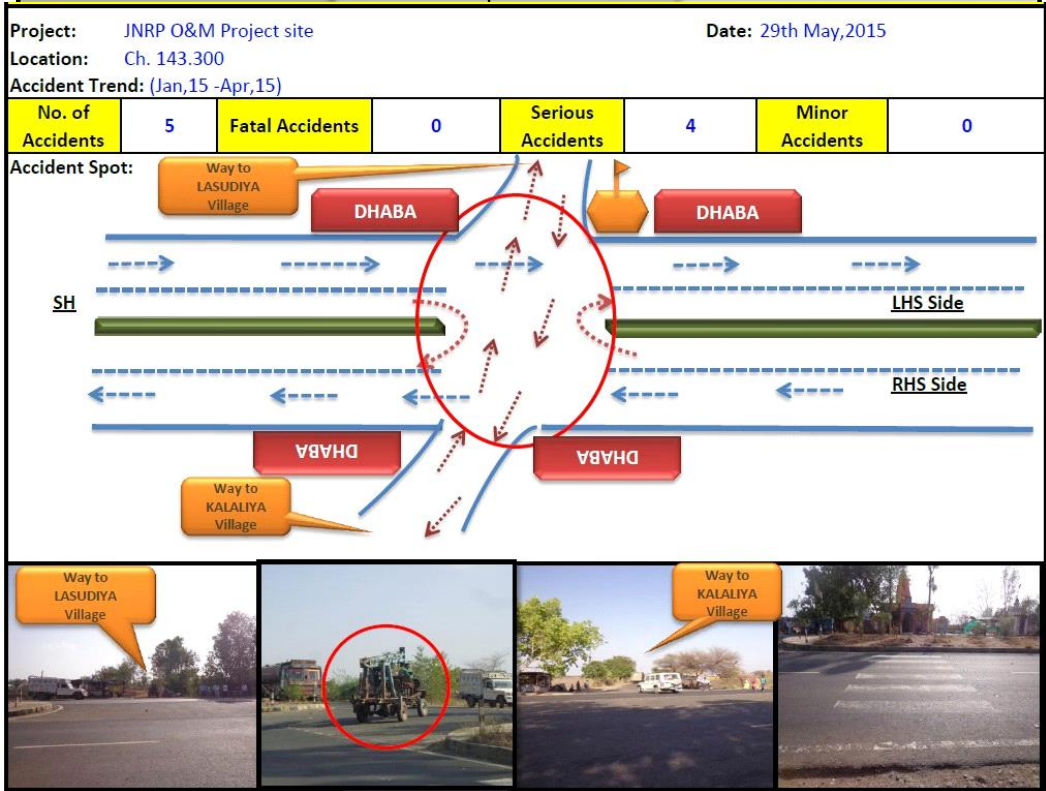 Project: JNRP O&M Project site Date: 29th May,2015
Location: Ch. 143.300
Accident Trend: (Jan,15 -Apr,15)
No. of Accidents 5 Fatal Accidents 0 Serious Accidents 4 Minor Accidents 0
Accident Spot:
Way to
LASUDIYA
Village
DHABA
DHABA
SH
LHS Side
RHS Side
DHABA
DHABA
Way to
KALALIYA
Village
Way to
LASUDIYA
Village
Way to
KALALIYA
Village